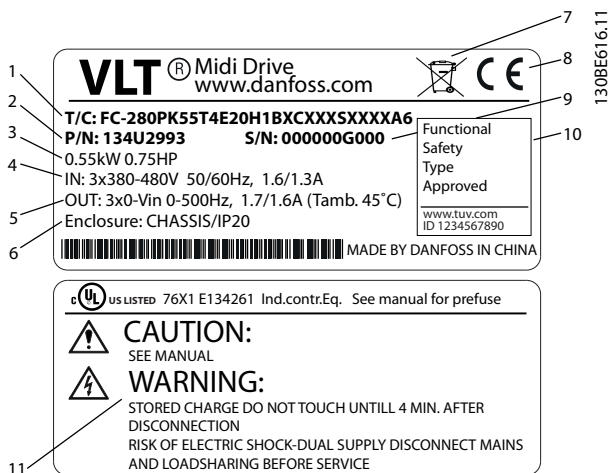 130BE616.11
1
2
3
4
5
6
7
8
9
10
11
VLT ® Midi Drive
www.danfoss.com
CE
T/C: FC-280PK55T4E20H1BXCXXXSXXXXA6
P/N: 134U2993 S/N: 000000G000
0.55kW 0.75HP
IN: 3x380-480V 50/60Hz, 1.6/1.3A
OUT: 3x0-Vin 0-500Hz, 1.7/1.6A (Tamb. 45˚C)
Enclosure: CHASSIS/IP20
Functional
Safety
Type
Approved
www.tuv.com
ID 1234567890
MADE BY DANFOSS IN CHINA
c UL US LISTED 76X1 E134261 Ind.contr.Eq. See manual for prefuse
CAUTION:
SEE MANUAL
WARNING:
STORED CHARGE DO NOT TOUCH UNTILL 4 MIN. AFTER
DISCONNECTION
RISK OF ELECTRIC SHOCK-DUAL SUPPLY DISCONNECT MAINS
AND LOADSHARING BEFORE SERVICE